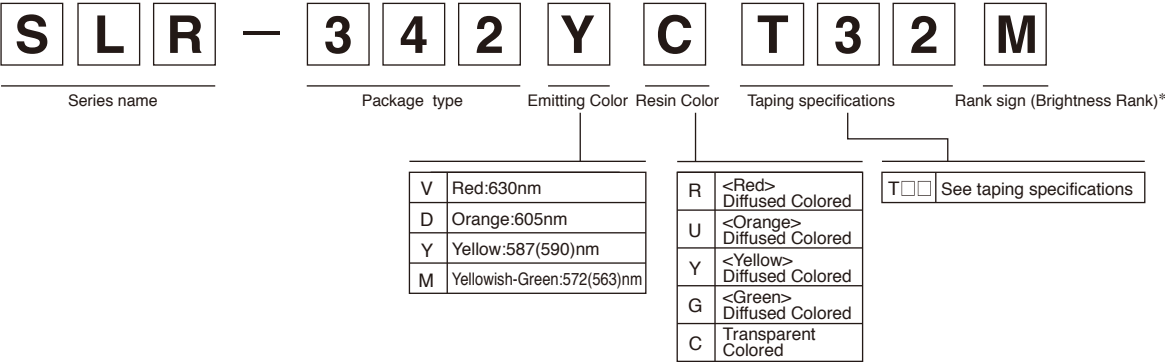 S L R — 3 4 2 Y C T 3 2 M
Series name Package type Emitting Color Resin Color Taping specifications Rank sign (Brightness Rank)*
V Red:630nm
D Orange:605nm
Y Yellow:587(590)nm
M Yellowish-Green:572(563)nm
R <Red>
Diffused Colored
U <Orange>
Diffused Colored
Y <Yellow>
Diffused Colored
G <Green>
Diffused Colored
C Transparent
Colored
T□□ See taping specifications